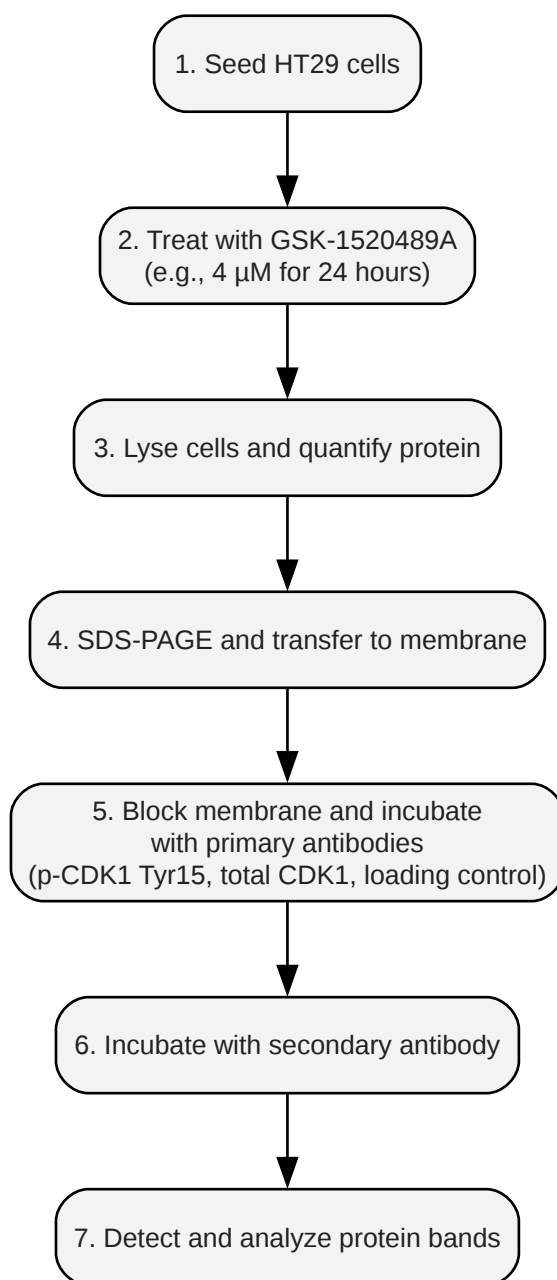 1. Seed HT29 cells
2. Treat with GSK-1520489A
(e.g., 4 µM for 24 hours)
3. Lyse cells and quantify protein
4. SDS-PAGE and transfer to membrane
5. Block membrane and incubate
with primary antibodies
(p-CDK1 Tyr15, total CDK1, loading control)
6. Incubate with secondary antibody
7. Detect and analyze protein bands